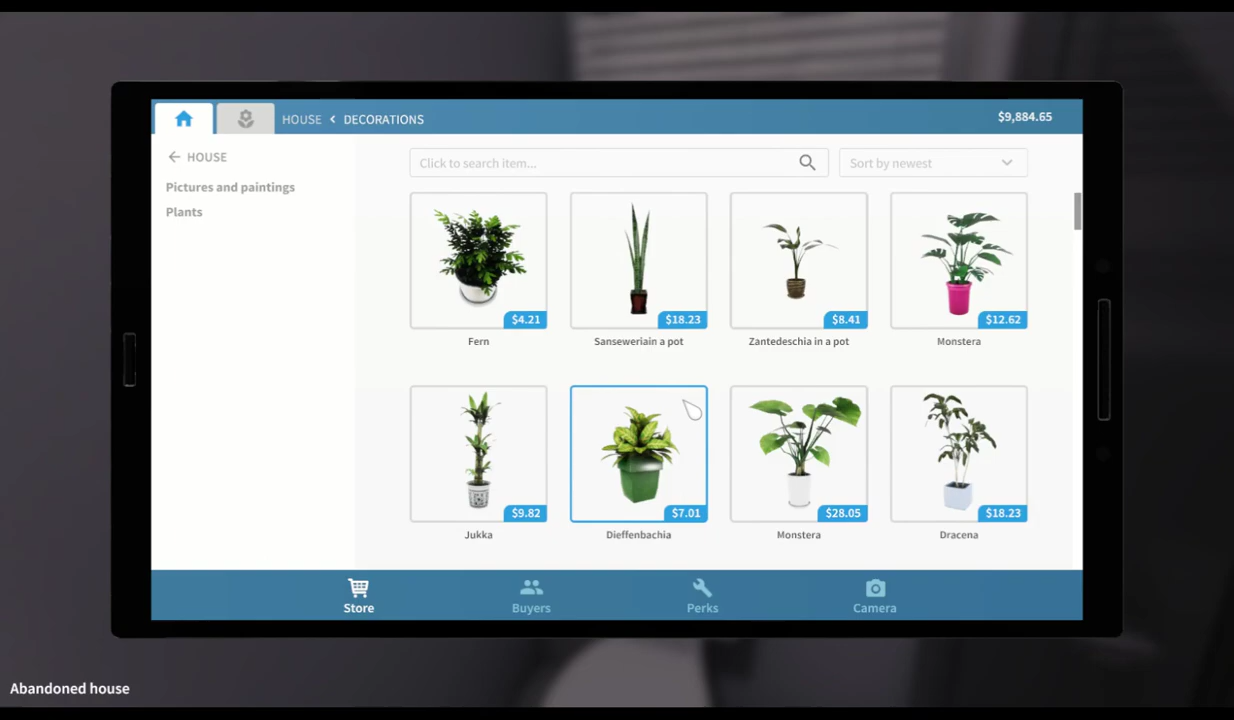 HOUSE < DECORATIONS
$9,884.65
HOUSE
Click to search item...
Sort by newest
Pictures and paintings
Plants
$4.21
$18.23
$8.41
$12.62
Fern
Sanseweriain a pot
Zantedeschia in a pot
Monstera
$9.82
$7.01
$28.05
$18.23
Jukka
Dieffenbachia
Monstera
Dracena
Store
Buyers
Perks
Camera
Abandoned house